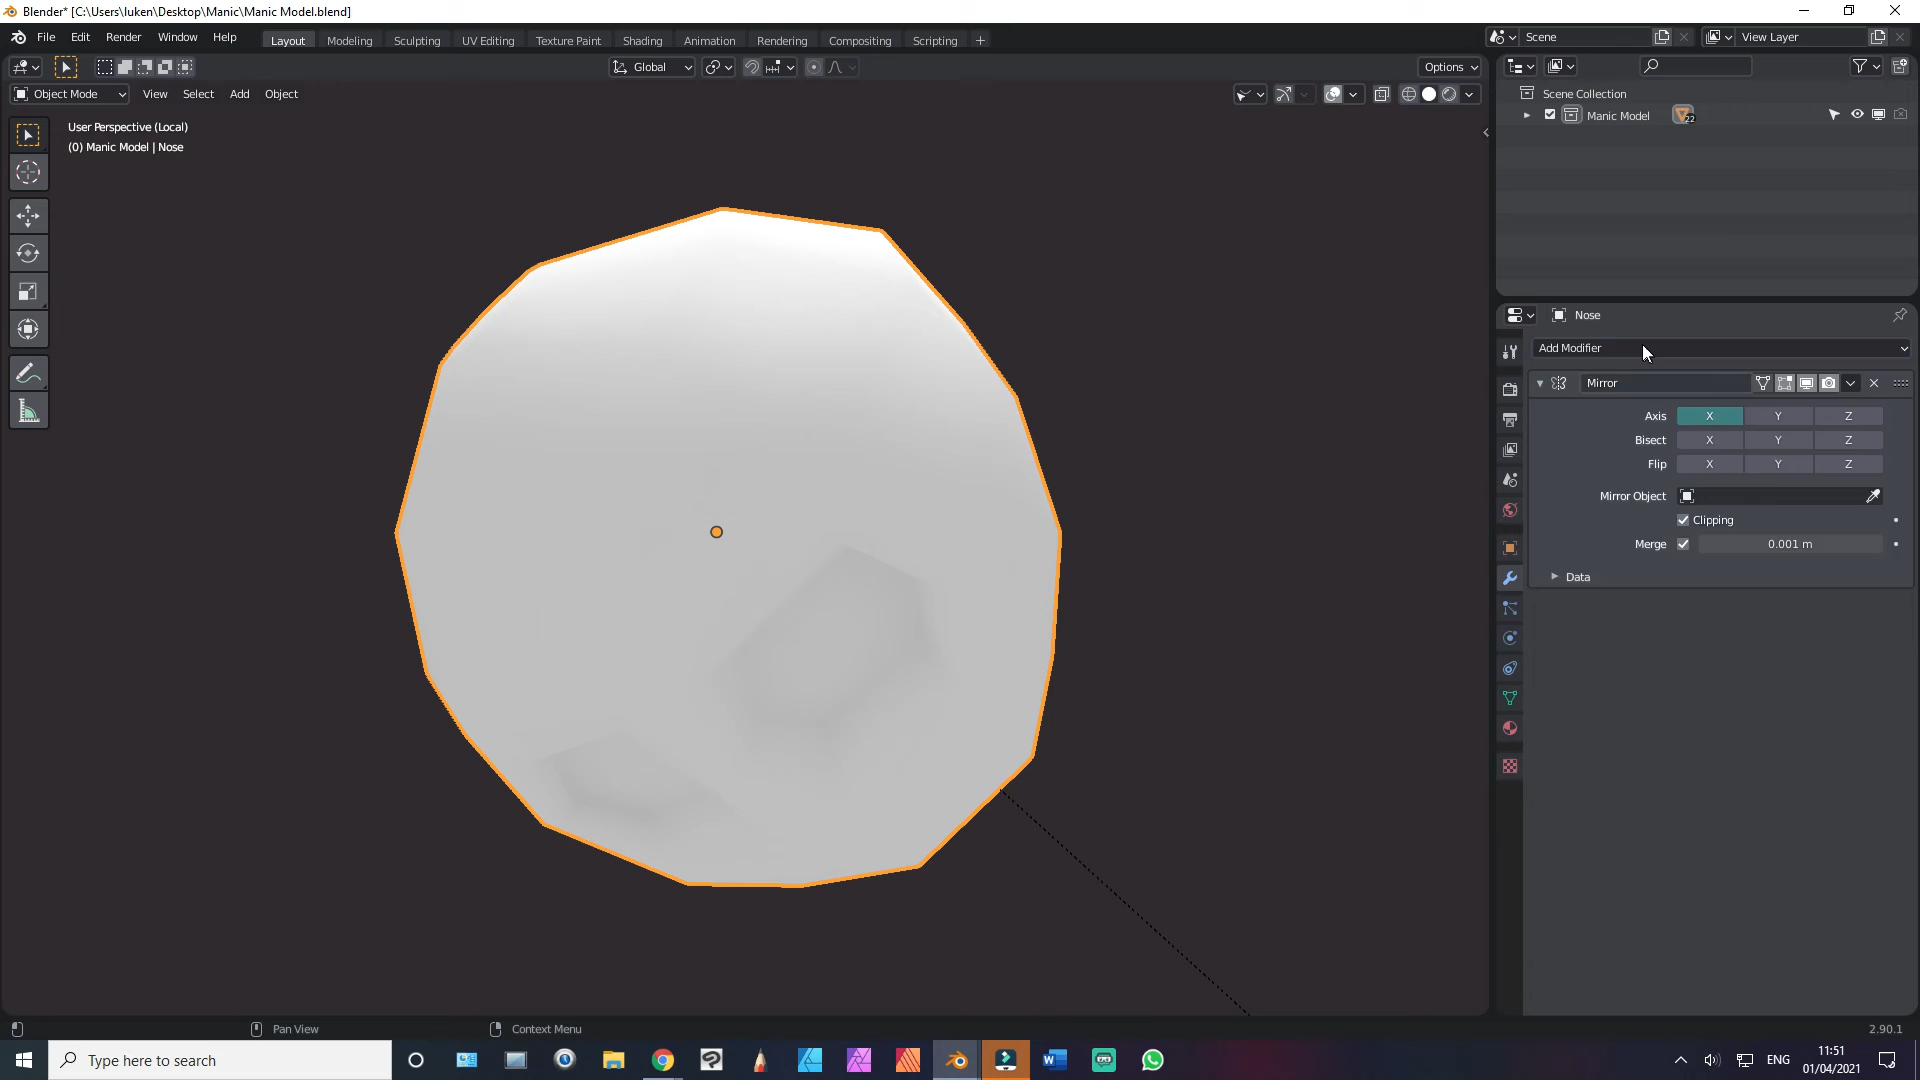 Blender* [C:\Users\luken\Desktop\Manic\Manic Model.blend]
File Edit Render Window Help
Layout Modeling Sculpting UV Editing Texture Paint Shading Animation Rendering Compositing Scripting +
Scene
View Layer
Global
Options
Object Mode View Select Add Object
User Perspective (Local)
(0) Manic Model | Nose
Scene Collection
Manic Model
22
Nose
Add Modifier
Mirror
Axis X Y Z
Bisect X Y Z
Flip X Y Z
Mirror Object
Clipping
Merge 0.001 m
Data
Pan View
Context Menu
2.90.1
Type here to search
ENG
11:51
01/04/2021